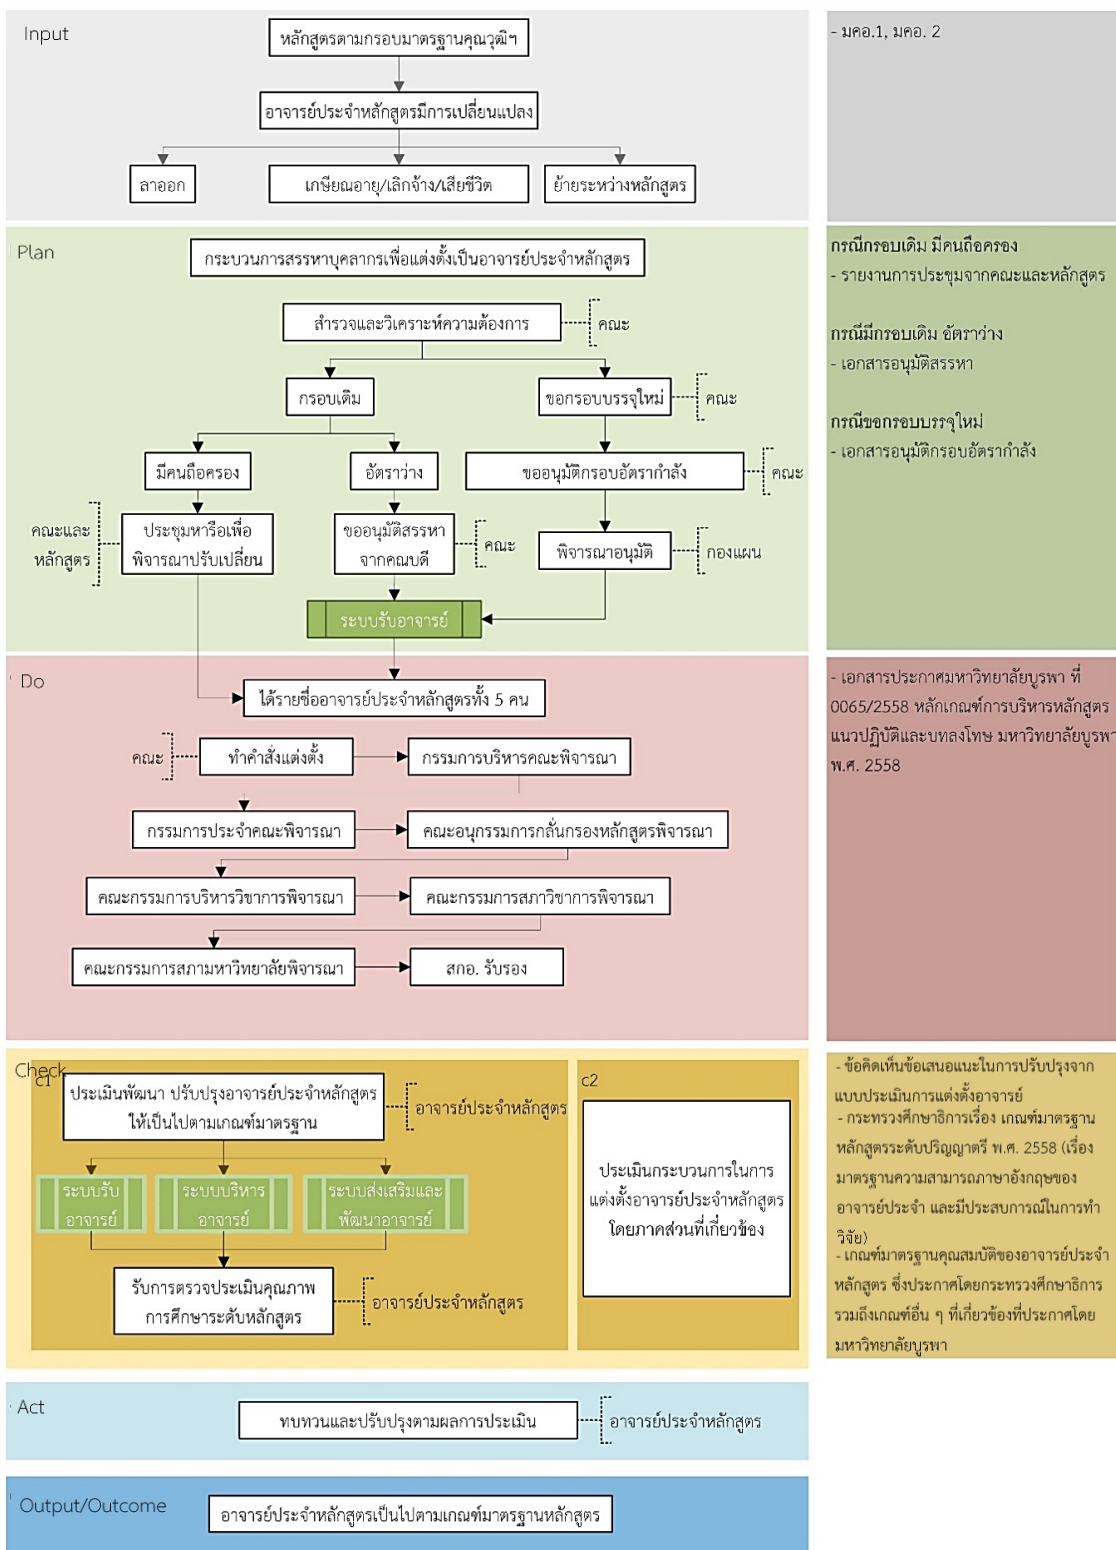 Input
หลักสูตรตามกรอบมาตรฐานคุณวุฒิฯ
อาจารย์ประจำหลักสูตรมีการเปลี่ยนแปลง
ลาออก
เกษียณอายุ/เลิกจ้าง/เสียชีวิต
ย้ายระหว่างหลักสูตร
- มคอ.1, มคอ. 2
Plan
กระบวนการสรรหาบุคลากรเพื่อแต่งตั้งเป็นอาจารย์ประจำหลักสูตร
สำรวจและวิเคราะห์ความต้องการ
คณะ
กรอบเดิม
ขอกรอบบรรจุใหม่
คณะ
มีคนถือครอง
อัตราว่าง
ขออนุมัติกรอบอัตรากำลัง
คณะ
คณะและ
หลักสูตร
ประชุมหารือเพื่อ
พิจารณาปรับเปลี่ยน
ขออนุมัติสรรหา
จากคณบดี
คณะ
พิจารณาอนุมัติ
กองแผน
ระบบรับอาจารย์
กรณีกรอบเดิม มีคนถือครอง
- รายงานการประชุมจากคณะและหลักสูตร
กรณีมีกรอบเดิม อัตราว่าง
- เอกสารอนุมัติสรรหา
กรณีขอกรอบบรรจุใหม่
- เอกสารอนุมัติกรอบอัตรากำลัง
Do
ได้รายชื่ออาจารย์ประจำหลักสูตรทั้ง 5 คน
คณะ
ทำคำสั่งแต่งตั้ง
กรรมการบริหารคณะพิจารณา
กรรมการประจำคณะพิจารณา
คณะอนุกรรมการกลั่นกรองหลักสูตรพิจารณา
คณะกรรมการบริหารวิชาการพิจารณา
คณะกรรมการสภาวิชาการพิจารณา
คณะกรรมการสภามหาวิทยาลัยพิจารณา
สกอ. รับรอง
- เอกสารประกาศมหาวิทยาลัยบูรพา ที่
0065/2558 หลักเกณฑ์การบริหารหลักสูตร
แนวปฏิบัติและบทลงโทษ มหาวิทยาลัยบูรพา
พ.ศ. 2558
Check
c1
ประเมินพัฒนา ปรับปรุงอาจารย์ประจำหลักสูตร
ให้เป็นไปตามเกณฑ์มาตรฐาน
อาจารย์ประจำหลักสูตร
ระบบรับ
อาจารย์
ระบบบริหาร
อาจารย์
ระบบส่งเสริมและ
พัฒนาอาจารย์
รับการตรวจประเมินคุณภาพ
การศึกษาระดับหลักสูตร
อาจารย์ประจำหลักสูตร
c2
ประเมินกระบวนการในการ
แต่งตั้งอาจารย์ประจำหลักสูตร
โดยภาคส่วนที่เกี่ยวข้อง
- ข้อคิดเห็นข้อเสนอแนะในการปรับปรุงจาก
แบบประเมินการแต่งตั้งอาจารย์
- กระทรวงศึกษาธิการเรื่อง เกณฑ์มาตรฐาน
หลักสูตรระดับปริญญาตรี พ.ศ. 2558 (เรื่อง
มาตรฐานความสามารถภาษาอังกฤษของ
อาจารย์ประจำ และมีประสบการณ์ในการทำ
วิจัย)
- เกณฑ์มาตรฐานคุณสมบัติของอาจารย์ประจำ
หลักสูตร ซึ่งประกาศโดยกระทรวงศึกษาธิการ
รวมถึงเกณฑ์อื่น ๆ ที่เกี่ยวข้องที่ประกาศโดย
มหาวิทยาลัยบูรพา
Act
ทบทวนและปรับปรุงตามผลการประเมิน
อาจารย์ประจำหลักสูตร
Output/Outcome
อาจารย์ประจำหลักสูตรเป็นไปตามเกณฑ์มาตรฐานหลักสูตร